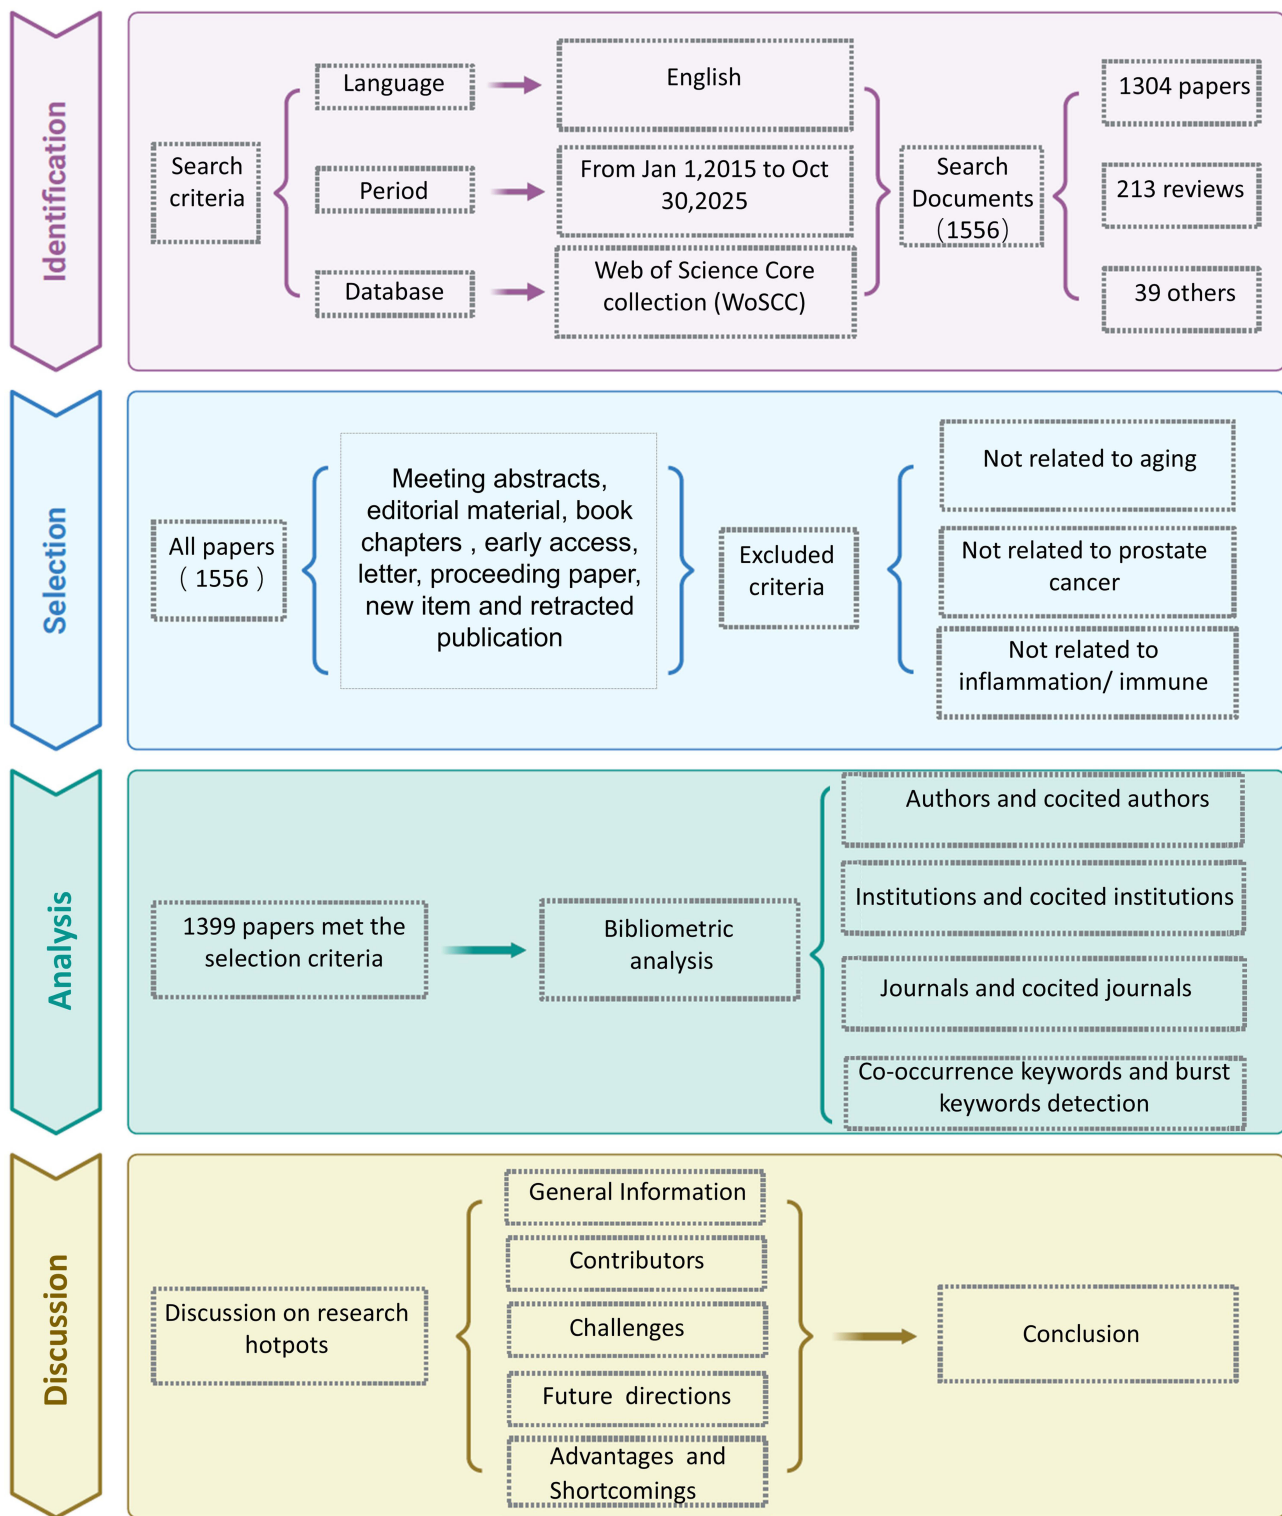 Identification
Search
criteria
Language
English
Period
From Jan 1,2015 to Oct
30,2025
Database
Web of Science Core
collection (WoSCC)
Search
Documents
（1556）
1304 papers
213 reviews
39 others
Selection
All papers
（ 1556 ）
Meeting abstracts,
editorial material, book
chapters , early access,
letter, proceeding paper,
new item and retracted
publication
Excluded
criteria
Not related to aging
Not related to prostate
cancer
Not related to
inflammation/ immune
Analysis
1399 papers met the
selection criteria
Bibliometric
analysis
Authors and cocited authors
Institutions and cocited institutions
Journals and cocited journals
Co-occurrence keywords and burst
keywords detection
Discussion
Discussion on research
hotpots
General Information
Contributors
Challenges
Future  directions
Advantages  and
Shortcomings
Conclusion